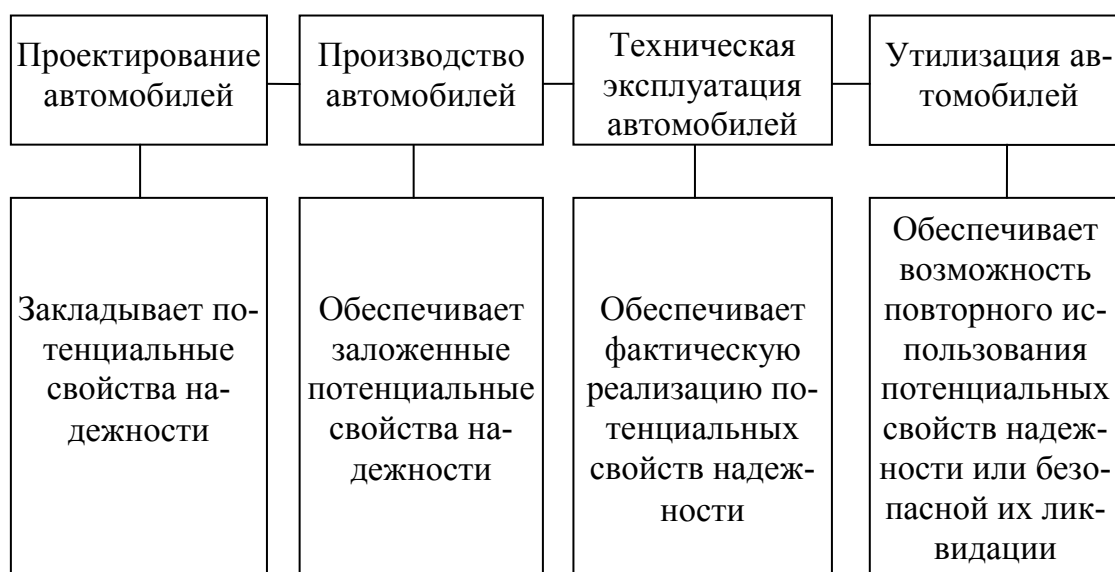 Проектирование
автомобилей
Производство
автомобилей
Техническая
эксплуатация
автомобилей
Утилизация ав-
томобилей
Закладывает по-
тенциальные
свойства на-
дежности
Обеспечивает
заложенные
потенциальные
свойства на-
дежности
Обеспечивает
фактическую
реализацию по-
тенциальных
свойств надеж-
ности
Обеспечивает
возможность
повторного ис-
пользования
потенциальных
свойств надеж-
ности или безо-
пасной их лик-
видации